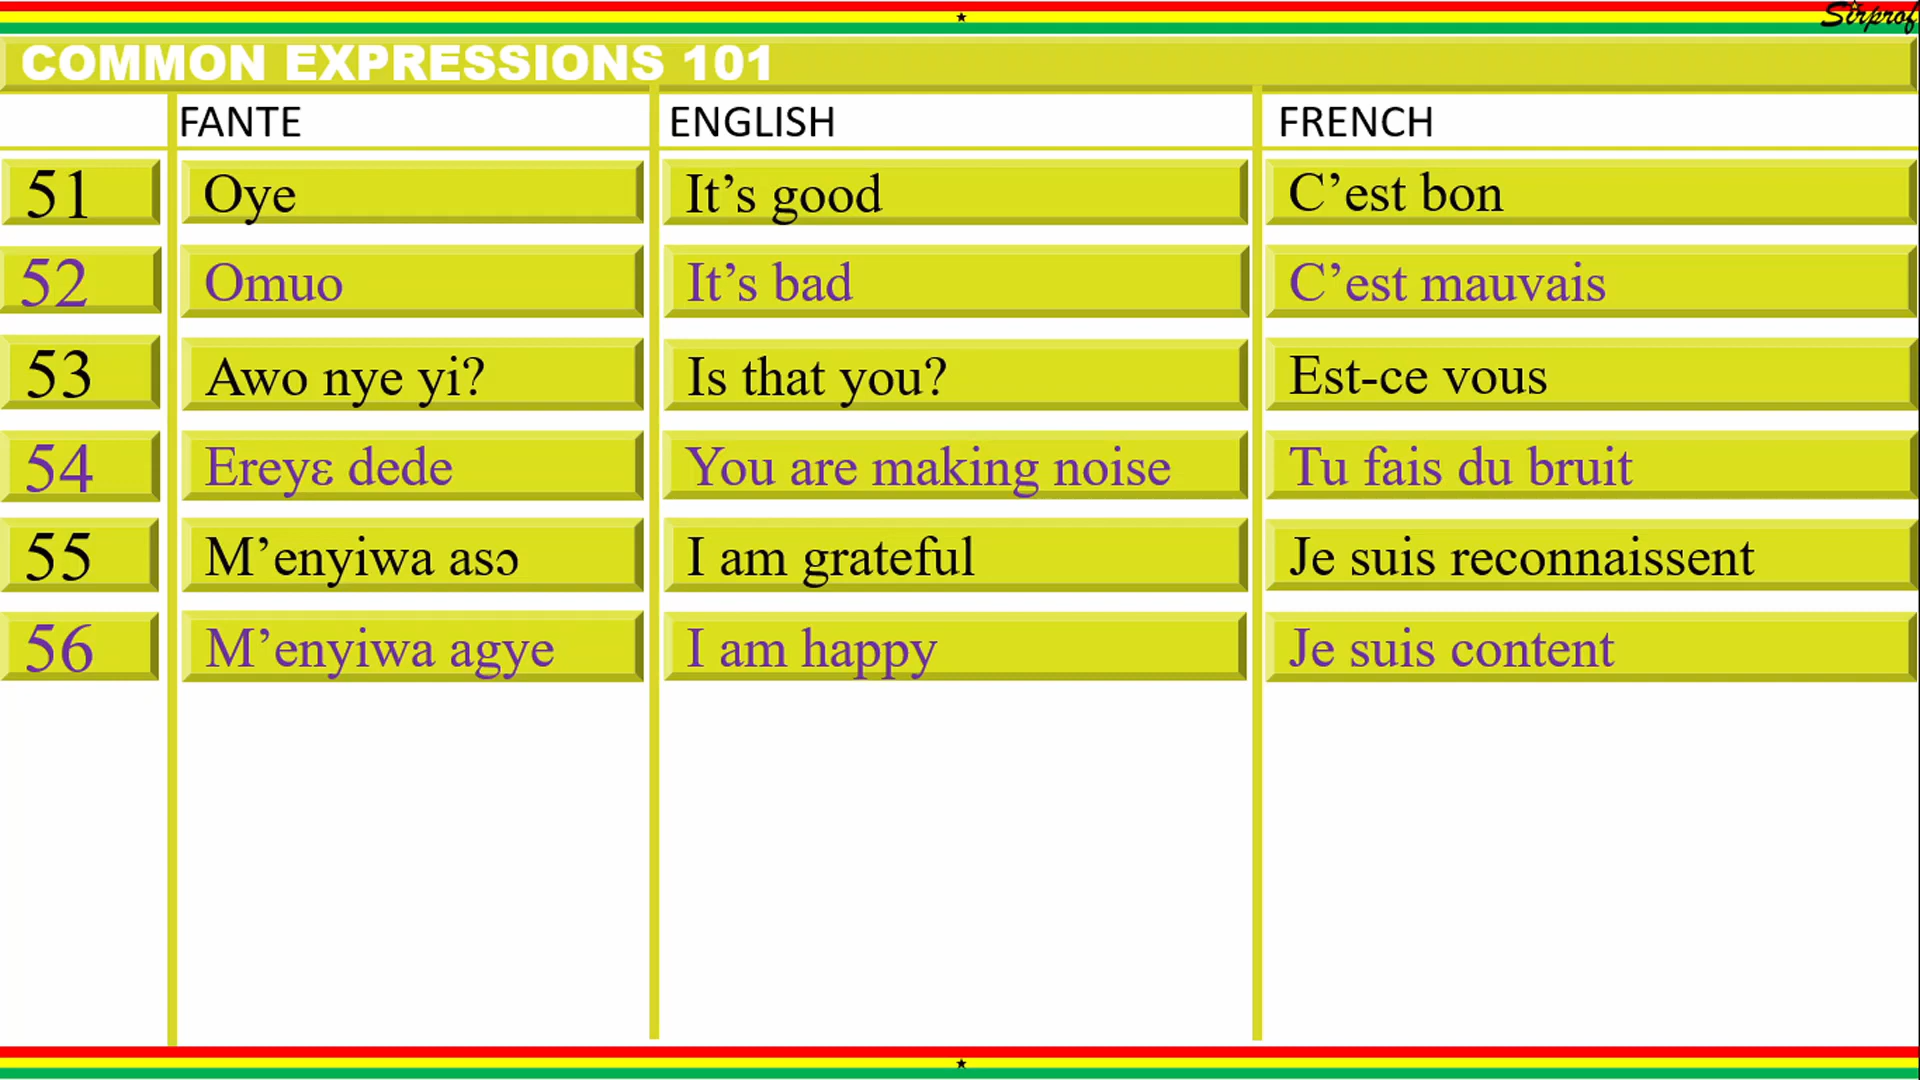 Sirprof
COMMON EXPRESSIONS 101
FANTE ENGLISH FRENCH
51 Oye It’s good C’est bon
52 Omuo It’s bad C’est mauvais
53 Awo nye yi? Is that you? Est-ce vous
54 Ereyɛ dede You are making noise Tu fais du bruit
55 M’enyiwa asɔ I am grateful Je suis reconnaissent
56 M’enyiwa agye I am happy Je suis content